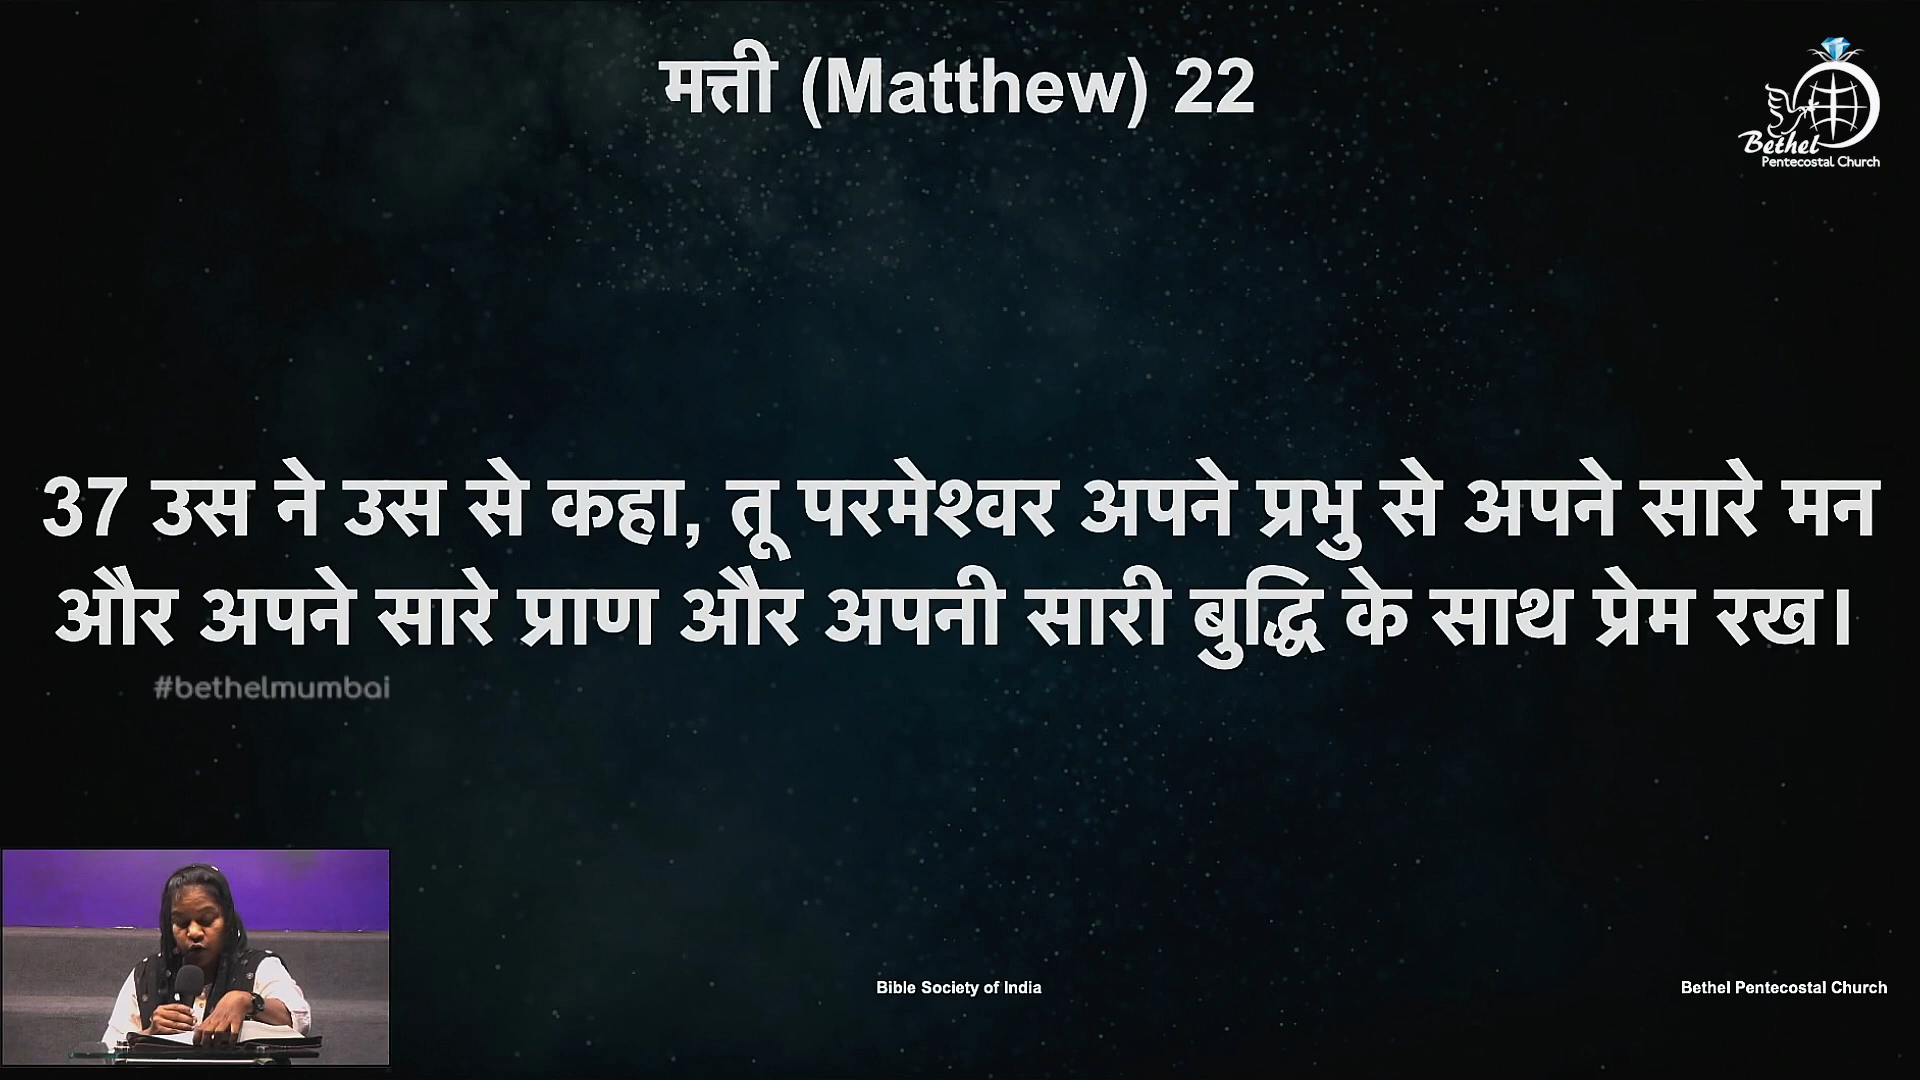 मत्ती (Matthew) 22
Bethel
Pentecostal Church
37 उस ने उस से कहा, तू परमेश्वर अपने प्रभु से अपने सारे मन
और अपने सारे प्राण और अपनी सारी बुद्धि के साथ प्रेम रख।
#bethelmumbai
Bible Society of India
Bethel Pentecostal Church